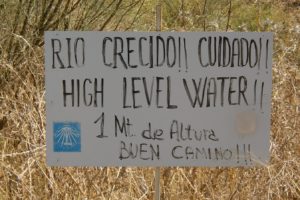 RIO CRECIDO!! CUIDADO!!
HIGH LEVEL WATER!!
1 Mt. de Altura
BUEN CAMINO!!!